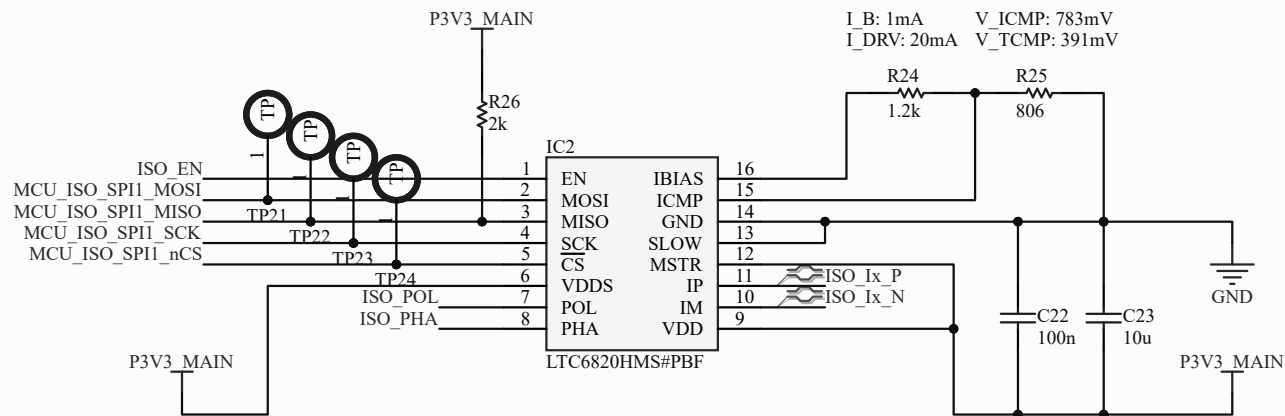 P3V3_MAIN
I_B: 1mA V_ICMP: 783mV
I_DRV: 20mA V_TCMP: 391mV
R24
1.2k
R25
806
R26
2k
TP
TP
TP
TP
1
1
1
1
TP21
TP22
TP23
TP24
IC2
ISO_EN 1 EN IBIAS 16
MCU_ISO_SPI1_MOSI 2 MOSI ICMP 15
MCU_ISO_SPI1_MISO 3 MISO GND 14
MCU_ISO_SPI1_SCK 4 SCK SLOW 13
MCU_ISO_SPI1_nCS 5 CS MSTR 12
6 VDDS IP 11 ISO_Ix_P
ISO_POL 7 POL IM 10 ISO_Ix_N
ISO_PHA 8 PHA VDD 9
LTC6820HMS#PBF
GND
C22
100n
C23
10u
P3V3_MAIN
P3V3_MAIN